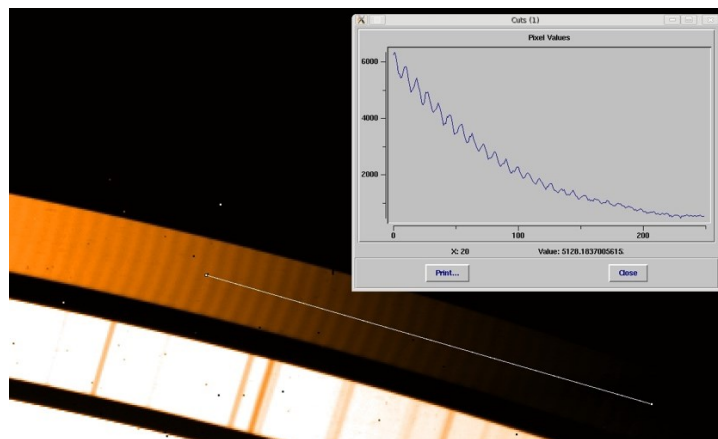 Cuts (1)
Pixel Values
6000
4000
2000
0 100 200
X: 20 Value: 5128.1837005615.
Print... Close